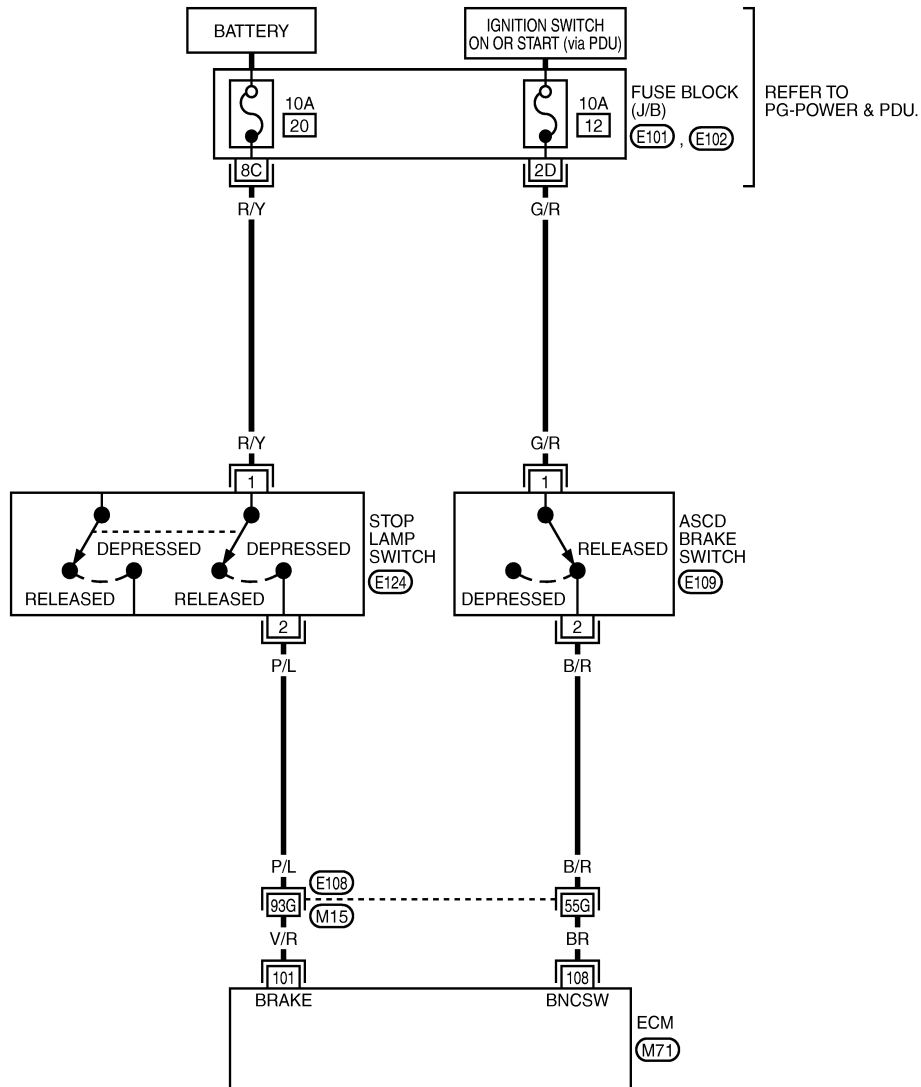 BATTERY
IGNITION SWITCH
ON OR START (via PDU)
10A
20
10A
12
FUSE BLOCK
(J/B)
E101 , E102
REFER TO
PG-POWER & PDU.
8C
2D
R/Y
G/R
R/Y
G/R
1
1
DEPRESSED
DEPRESSED
RELEASED
RELEASED
STOP
LAMP
SWITCH
E124
RELEASED
DEPRESSED
ASCD
BRAKE
SWITCH
E109
2
2
P/L
B/R
P/L
B/R
E108
93G
55G
M15
V/R
BR
101
108
BRAKE
BNCSW
ECM
M71